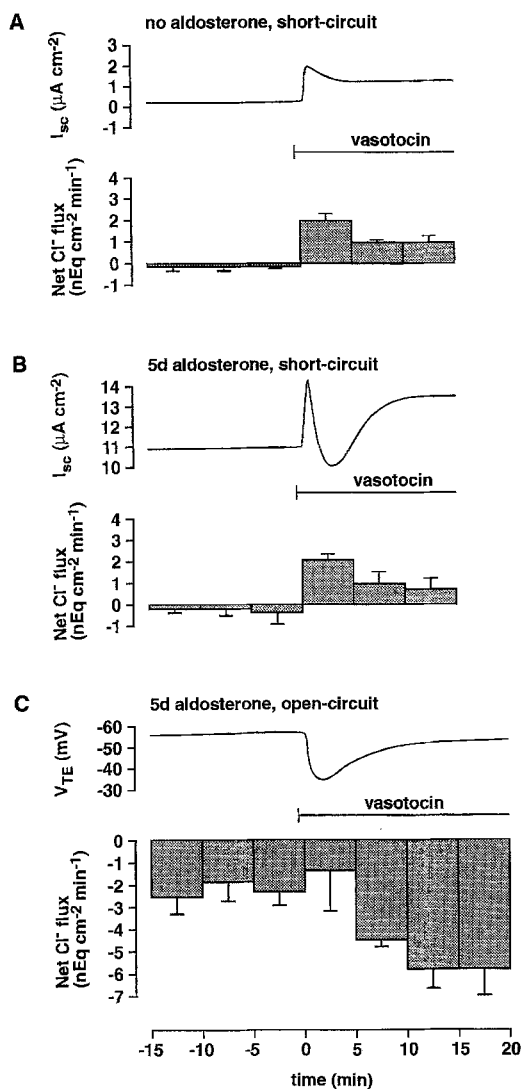 A
no aldosterone, short-circuit
I_sc (µA cm-2)
3
2
1
0
-1
vasotocin
Net Cl⁻ flux
(nEq cm-2 min-1)
4
3
2
1
0
-1
B
5d aldosterone, short-circuit
I_sc (µA cm-2)
14
13
12
11
10
vasotocin
Net Cl⁻ flux
(nEq cm-2 min-1)
4
3
2
1
0
-1
C
5d aldosterone, open-circuit
V_TE (mV)
-60
-50
-40
-30
vasotocin
Net Cl⁻ flux
(nEq cm-2 min-1)
0
-1
-2
-3
-4
-5
-6
-7
-15 -10 -5 0 5 10 15 20
time (min)